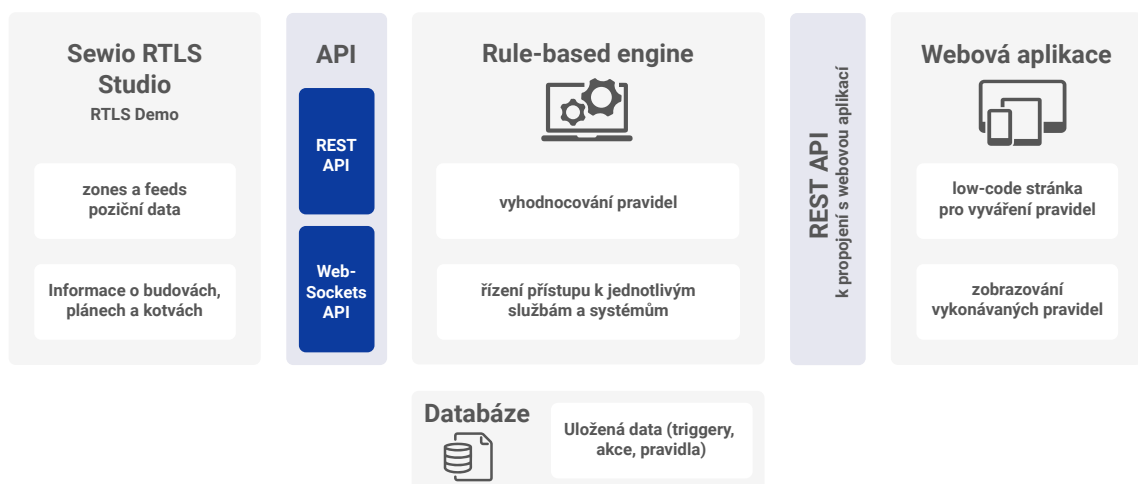 Sewio RTLS
Studio
RTLS Demo
zones a feeds
poziční data
Informace o budovách,
plánech a kotvách
API
REST
API
Web-
Sockets
API
Rule-based engine
vyhodnocování pravidel
řízení přístupu k jednotlivým
službám a systémům
REST API
k propojení s webovou aplikací
Webová aplikace
low-code stránka
pro vyváření pravidel
zobrazování
vykonávaných pravidel
Databáze
Uložená data (triggery,
akce, pravidla)